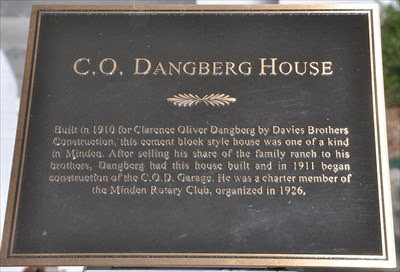 C.O. DANGBERG HOUSE
Built in 1910 for Clarence Oliver Dangberg by Davies Brothers
Construction, this cement block style house was one of a kind
in Minden. After selling his share of the family ranch to his
brothers, Dangberg had this house built and in 1911 began
construction of the C.O.D. Garage. He was a charter member of
the Minden Rotary Club, organized in 1926.